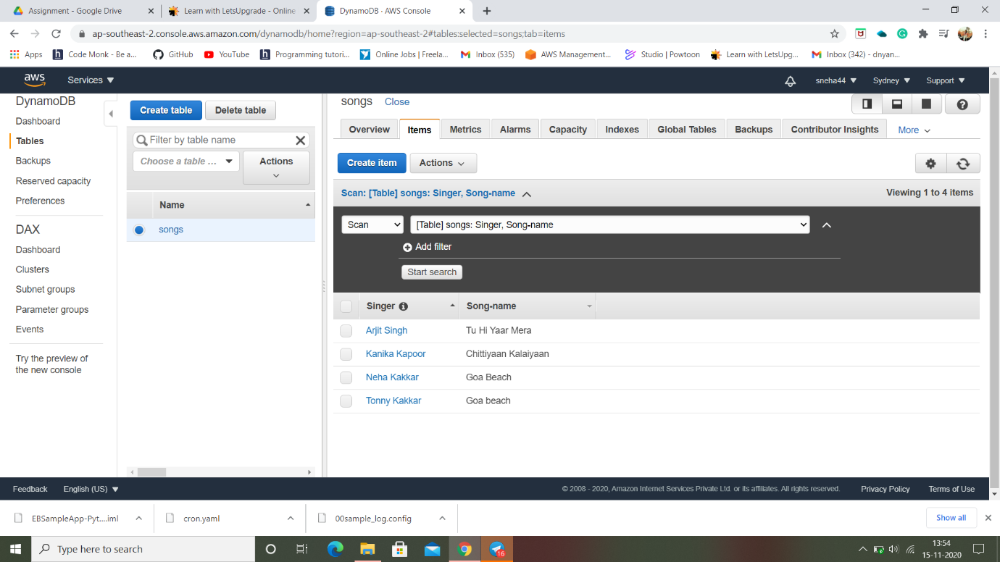 Assignment - Google Drive
Learn with LetsUpgrade - Online
DynamoDB · AWS Console
ap-southeast-2.console.aws.amazon.com/dynamodb/home?region=ap-southeast-2#tables:selected=songs;tab=items
Apps
Code Monk - Be a...
GitHub
YouTube
Programming tutori...
Online Jobs | Freela...
Inbox (535)
AWS Management...
Studio | Powtoon
Learn with LetsUpg...
Inbox (342) - dnyan...
aws
Services
sneha44
Sydney
Support
DynamoDB
Dashboard
Tables
Backups
Reserved capacity
Preferences
DAX
Dashboard
Clusters
Subnet groups
Parameter groups
Events
Try the preview of
the new console
Create table
Delete table
Filter by table name
Choose a table ...
Actions
Name
songs
songs
Close
Overview
Items
Metrics
Alarms
Capacity
Indexes
Global Tables
Backups
Contributor Insights
More
Create item
Actions
Scan: [Table] songs: Singer, Song-name
Viewing 1 to 4 items
Scan
[Table] songs: Singer, Song-name
Add filter
Start search
Singer
Song-name
Arjit Singh
Tu Hi Yaar Mera
Kanika Kapoor
Chittiyaan Kalaiyaan
Neha Kakkar
Goa Beach
Tonny Kakkar
Goa beach
Feedback
English (US)
© 2008 - 2020, Amazon Internet Services Private Ltd. or its affiliates. All rights reserved.
Privacy Policy
Terms of Use
EBSampleApp-Pyt....iml
cron.yaml
00sample_log.config
Show all
Type here to search
16
13:54
15-11-2020